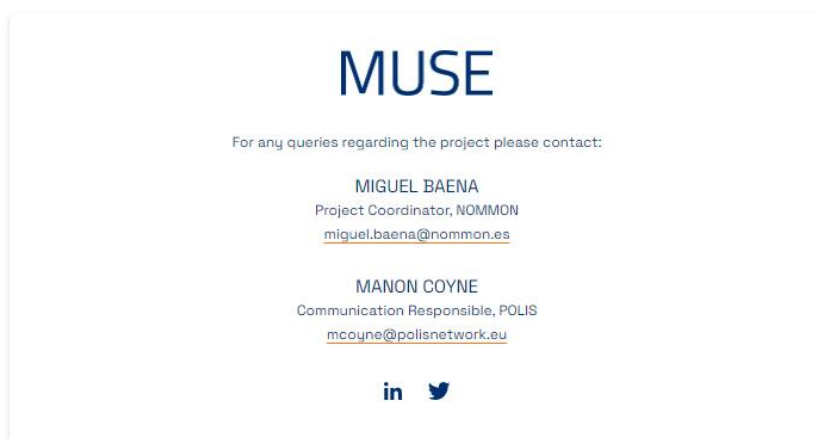 MUSE
For any queries regarding the project please contact:
MIGUEL BAENA
Project Coordinator, NOMMON
miguel.baena@nommon.es
MANON COYNE
Communication Responsible, POLIS
mcoyne@polisnetwork.eu
in